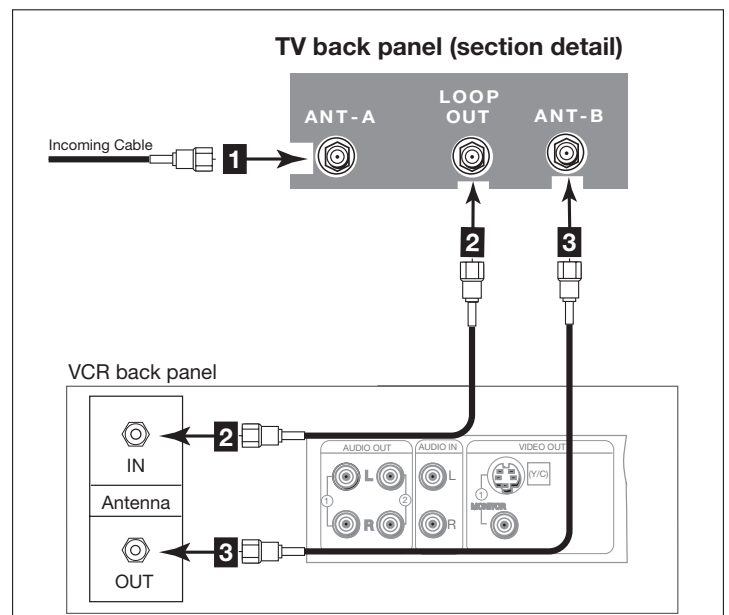 TV back panel (section detail)
LOOP
ANT-A OUT ANT-B
Incoming Cable
1
2 3
VCR back panel
2
IN
Antenna
3
OUT
AUDIO OUT AUDIO IN VIDEO OUT
L L (Y/C)
1 2 1
MONITOR
R R